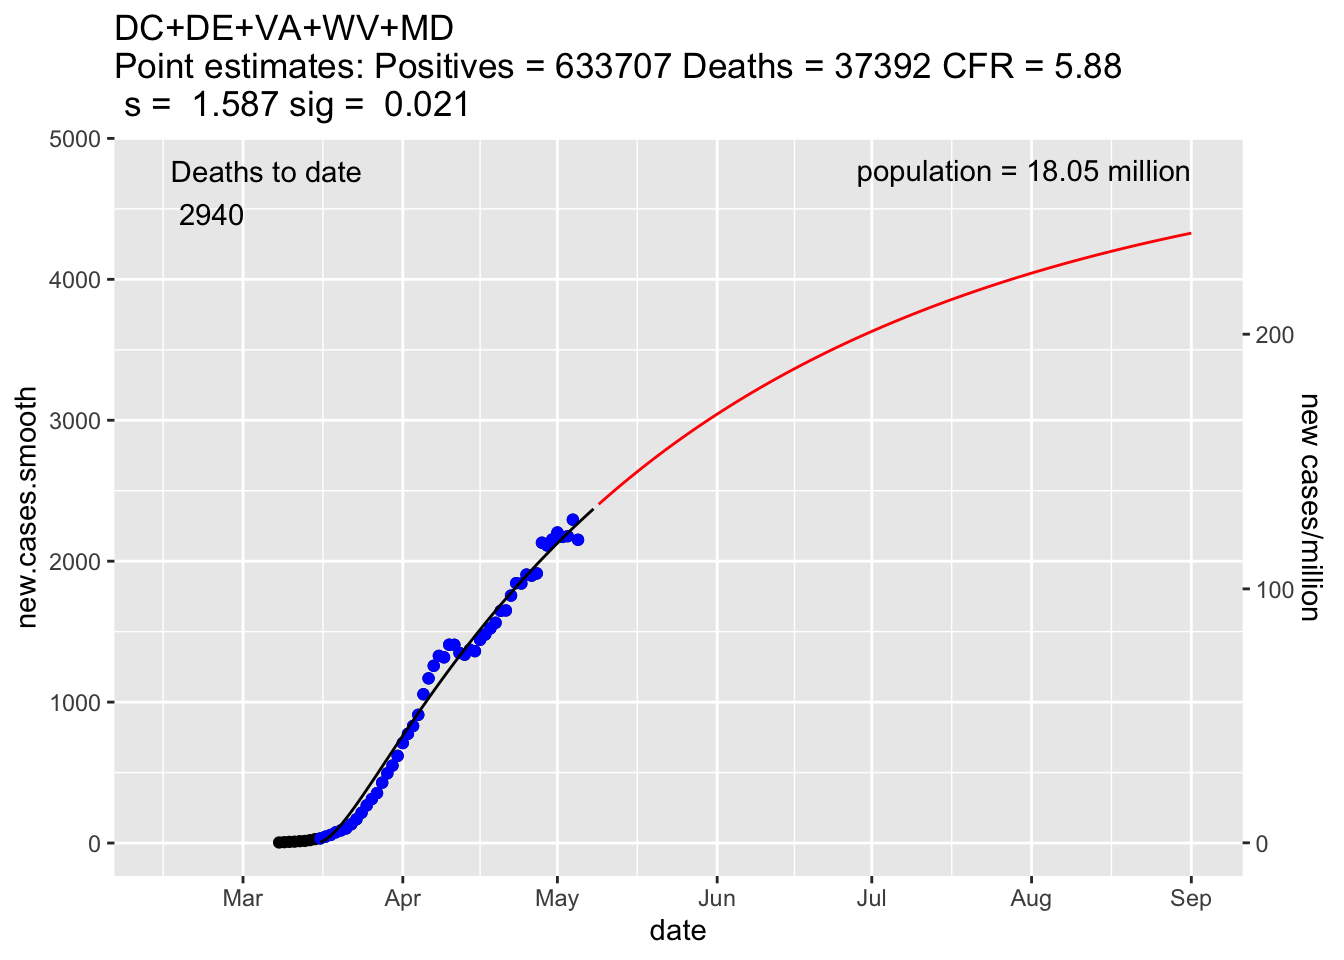 DC+DE+VA+WV+MD
Point estimates: Positives = 633707 Deaths = 37392 CFR = 5.88
s = 1.587 sig = 0.021
5000
4000
3000
2000
1000
0
new.cases.smooth
Deaths to date
2940
population = 18.05 million
200
100
0
new cases/million
Mar Apr May Jun Jul Aug Sep
date